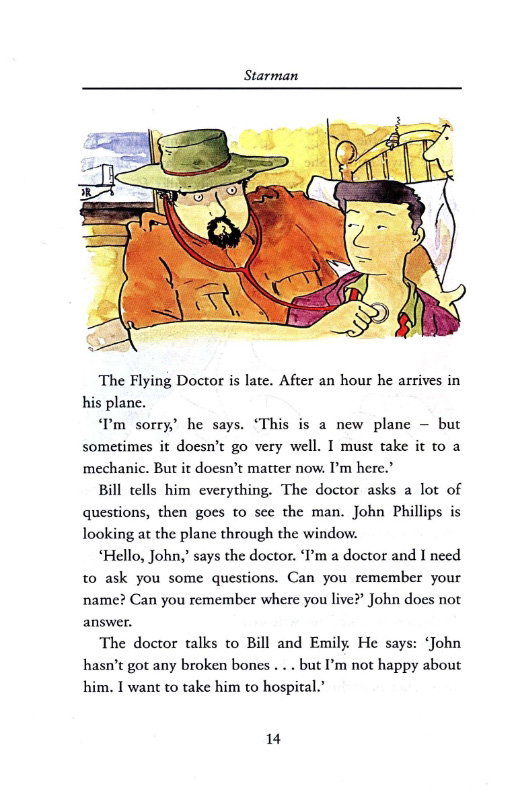 Starman
DR
The Flying Doctor is late. After an hour he arrives in
his plane.
‘I’m sorry,’ he says. ‘This is a new plane – but
sometimes it doesn’t go very well. I must take it to a
mechanic. But it doesn’t matter now. I’m here.’
Bill tells him everything. The doctor asks a lot of
questions, then goes to see the man. John Phillips is
looking at the plane through the window.
‘Hello, John,’ says the doctor. ‘I’m a doctor and I need
to ask you some questions. Can you remember your
name? Can you remember where you live?’ John does not
answer.
The doctor talks to Bill and Emily. He says: ‘John
hasn’t got any broken bones . . . but I’m not happy about
him. I want to take him to hospital.’
14